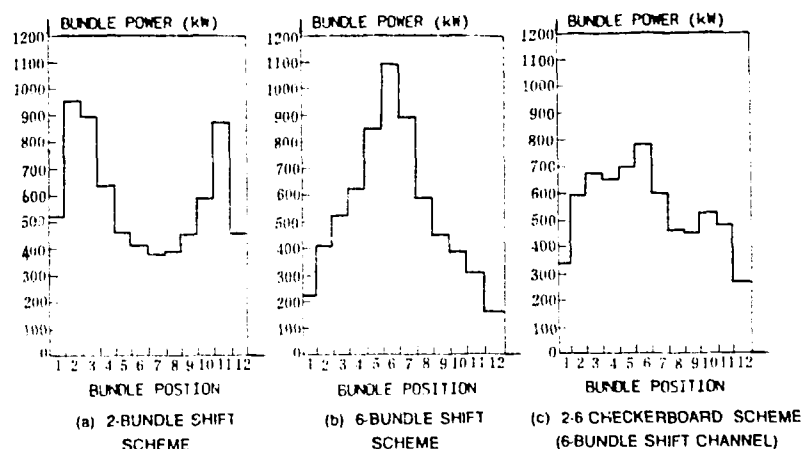 BUNDLE POWER (kW)
1200
1100
1000
900
800
700
600
500
400
300
200
100
0
1 2 3 4 5 6 7 8 9 10 11 12
BUNDLE POSITION
(a) 2-BUNDLE SHIFT
SCHEME
BUNDLE POWER (kW)
1200
1100
1000
900
800
700
600
500
400
300
200
100
0
1 2 3 4 5 6 7 8 9 10 11 12
BUNDLE POSITION
(b) 6-BUNDLE SHIFT
SCHEME
BUNDLE POWER (kW)
1200
1100
1000
900
800
700
600
500
400
300
200
100
0
1 2 3 4 5 6 7 8 9 10 11 12
BUNDLE POSITION
(c) 2-6 CHECKERBOARD SCHEME
(6-BUNDLE SHIFT CHANNEL)